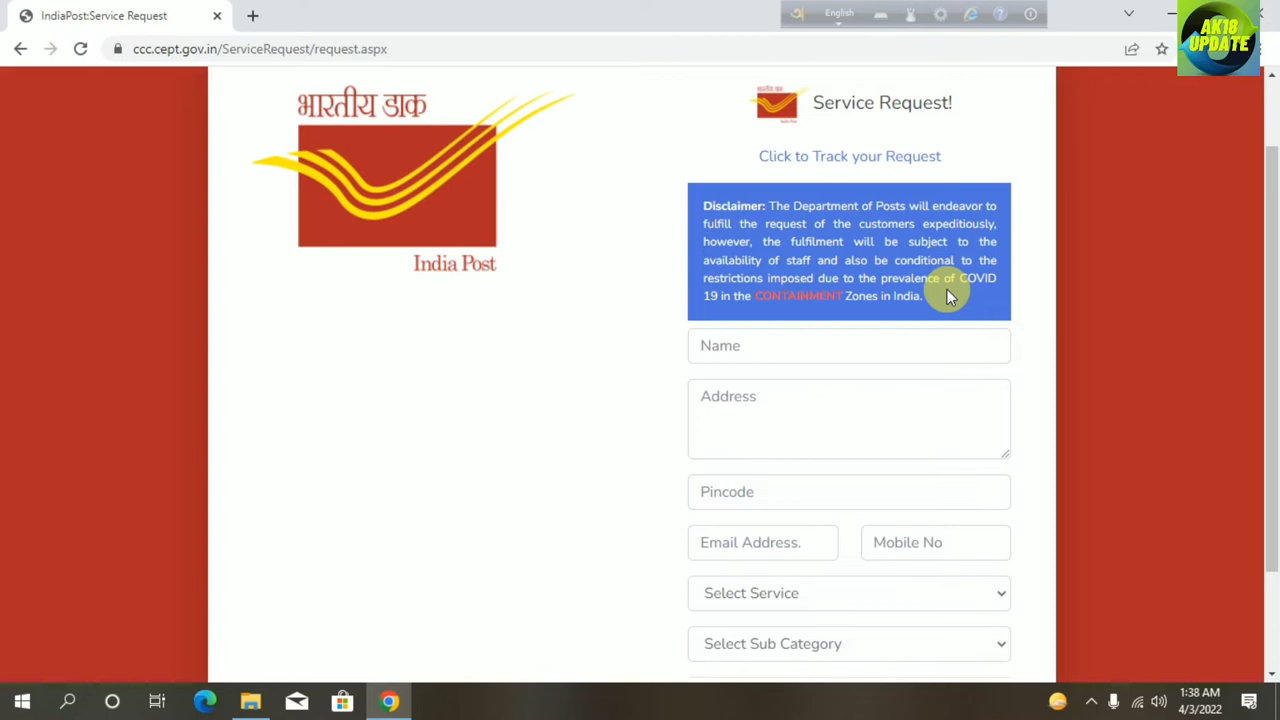 IndiaPost:Service Request
English
AK18
UPDATE
ccc.cept.gov.in/ServiceRequest/request.aspx
भारतीय डाक
India Post
Service Request!
Click to Track your Request
Disclaimer: The Department of Posts will endeavor to
fulfill the request of the customers expeditiously,
however, the fulfilment will be subject to the
availability of staff and also be conditional to the
restrictions imposed due to the prevalence of COVID
19 in the CONTAINMENT Zones in India.
Name
Address
Pincode
Email Address.
Mobile No
Select Service
Select Sub Category
1:38 AM
4/3/2022